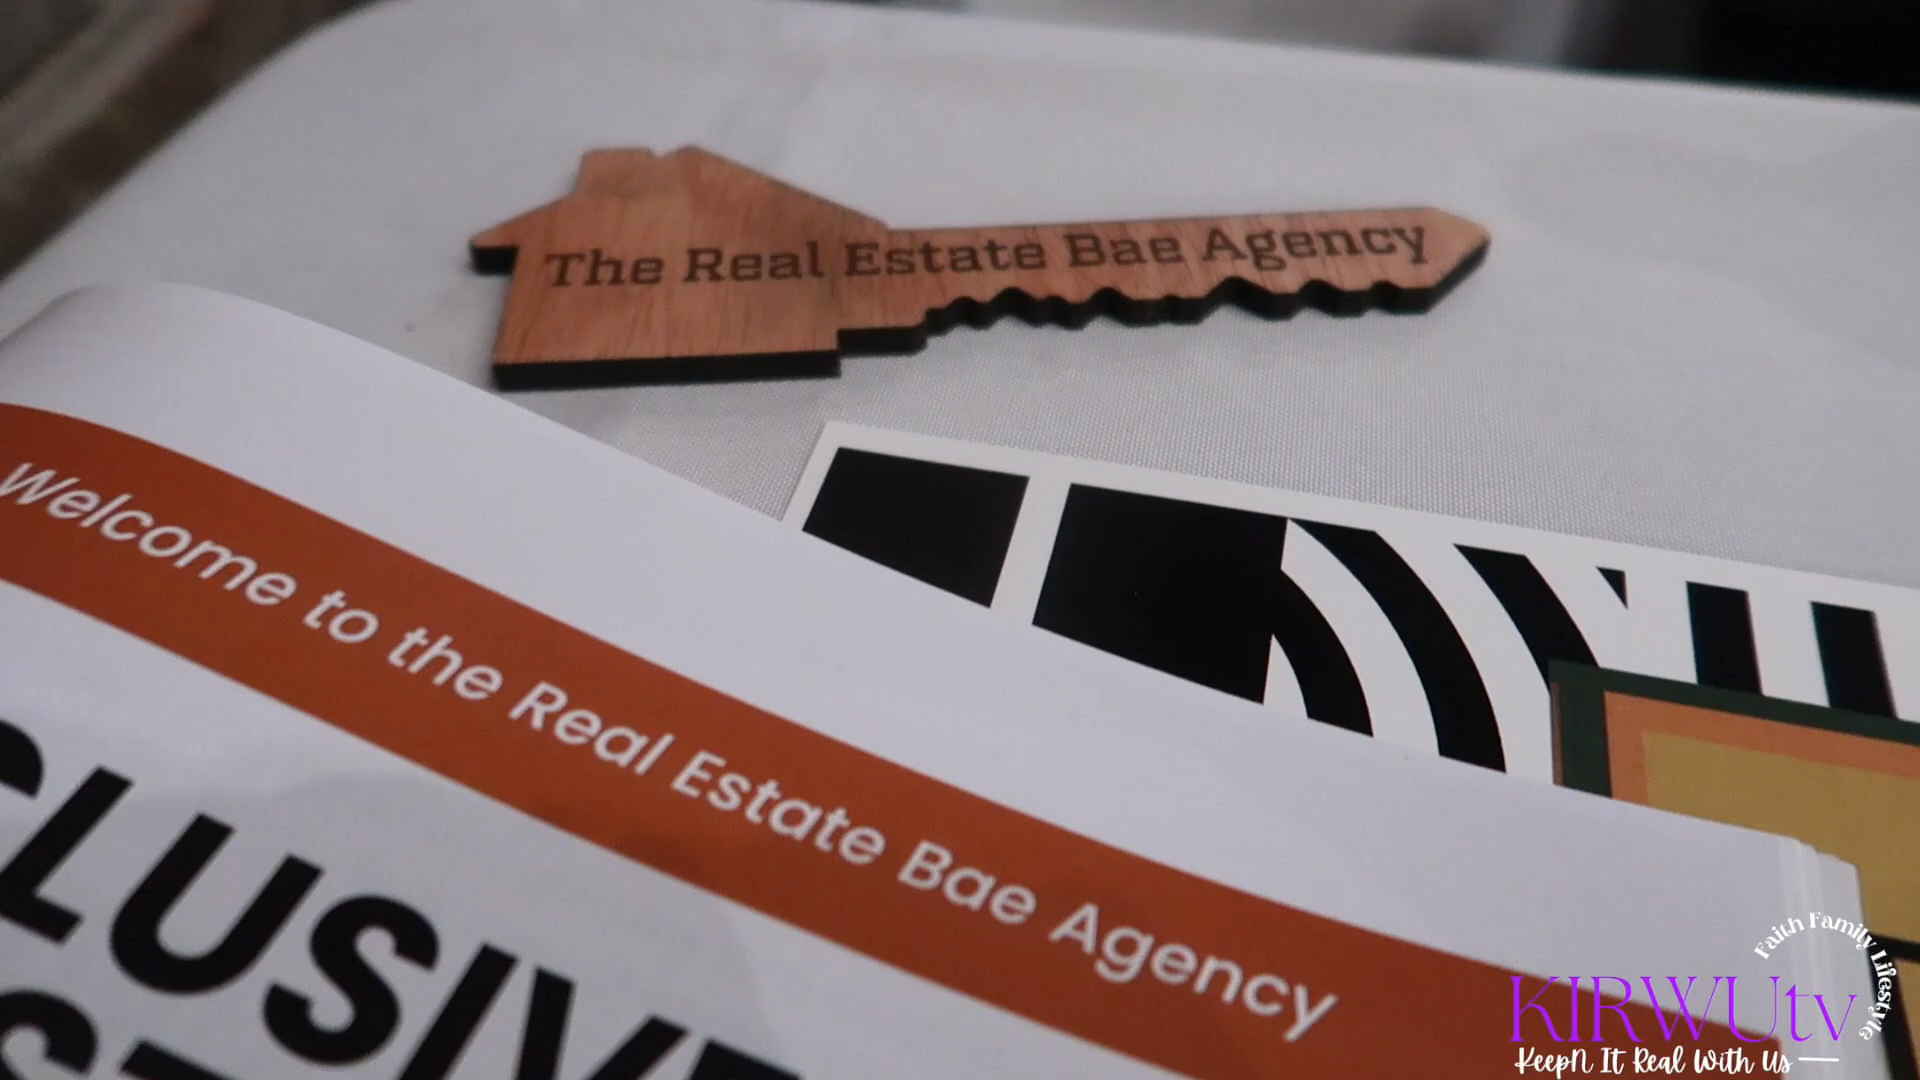 The Real Estate Bae Agency
Welcome to the Real Estate Bae Agency
Faith Family Lifestyle
KIRWUtv
KeepN It Real With Us